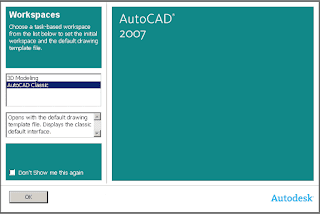 Workspaces
Choose a task-based workspace
from the list below to set the initial
workspace and the default drawing
template file.
3D Modeling
AutoCAD Classic
Opens with the default drawing
template file. Displays the classic
default interface.
Don't Show me this again
OK
AutoCAD®
2007
Autodesk